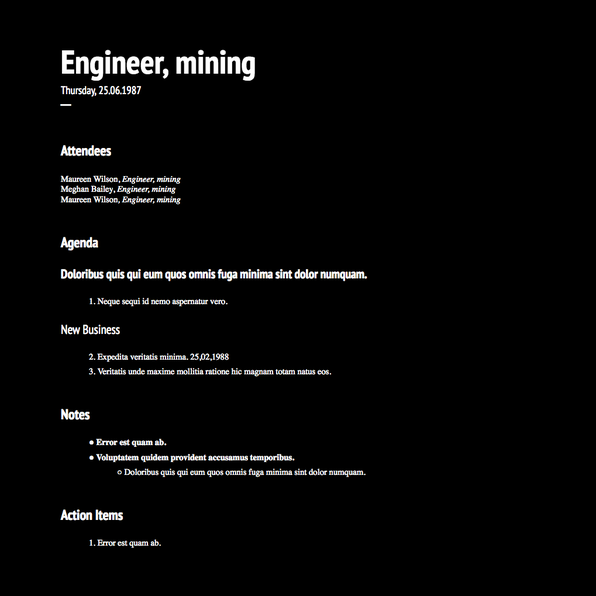 Engineer, mining
Thursday, 25.06.1987
Attendees
Maureen Wilson, Engineer, mining
Meghan Bailey, Engineer, mining
Maureen Wilson, Engineer, mining
Agenda
Doloribus quis qui eum quos omnis fuga minima sint dolor numquam.
1. Neque sequi id nemo aspernatur vero.
New Business
2. Expedita veritatis minima. 25,02,1988
3. Veritatis unde maxime mollitia ratione hic magnam totam natus eos.
Notes
● Error est quam ab.
● Voluptatem quidem provident accusamus temporibus.
○ Doloribus quis qui eum quos omnis fuga minima sint dolor numquam.
Action Items
1. Error est quam ab.